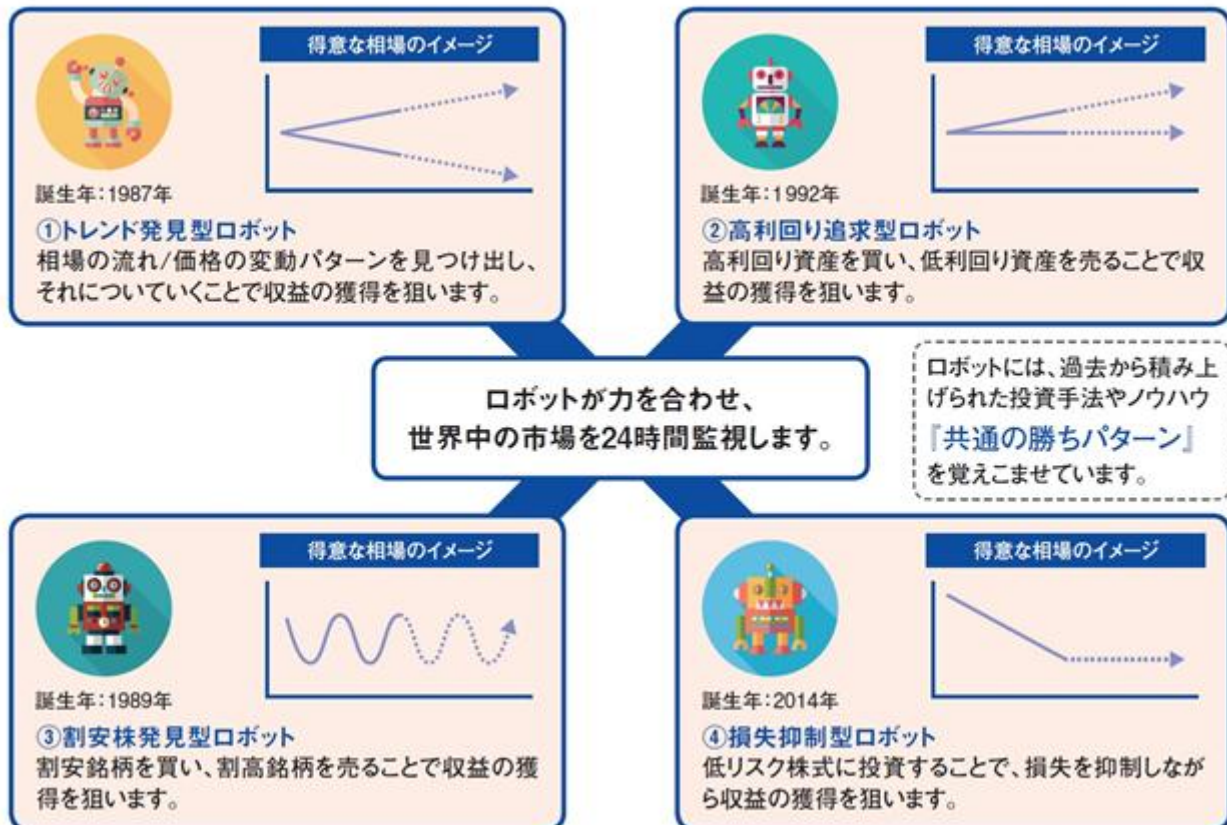 得意な相場のイメージ
誕生年：1987年
①トレンド発見型ロボット
相場の流れ/価格の変動パターンを見つけ出し、
それについていくことで収益の獲得を狙います。
得意な相場のイメージ
誕生年：1992年
②高利回り追求型ロボット
高利回り資産を買い、低利回り資産を売ることで収
益の獲得を狙います。
ロボットが力を合わせ、
世界中の市場を24時間監視します。
ロボットには、過去から積み上
げられた投資手法やノウハウ
『共通の勝ちパターン』
を覚えこませています。
得意な相場のイメージ
誕生年：1989年
③割安株発見型ロボット
割安銘柄を買い、割高銘柄を売ることで収益の獲
得を狙います。
得意な相場のイメージ
誕生年：2014年
④損失抑制型ロボット
低リスク株式に投資することで、損失を抑制しなが
ら収益の獲得を狙います。